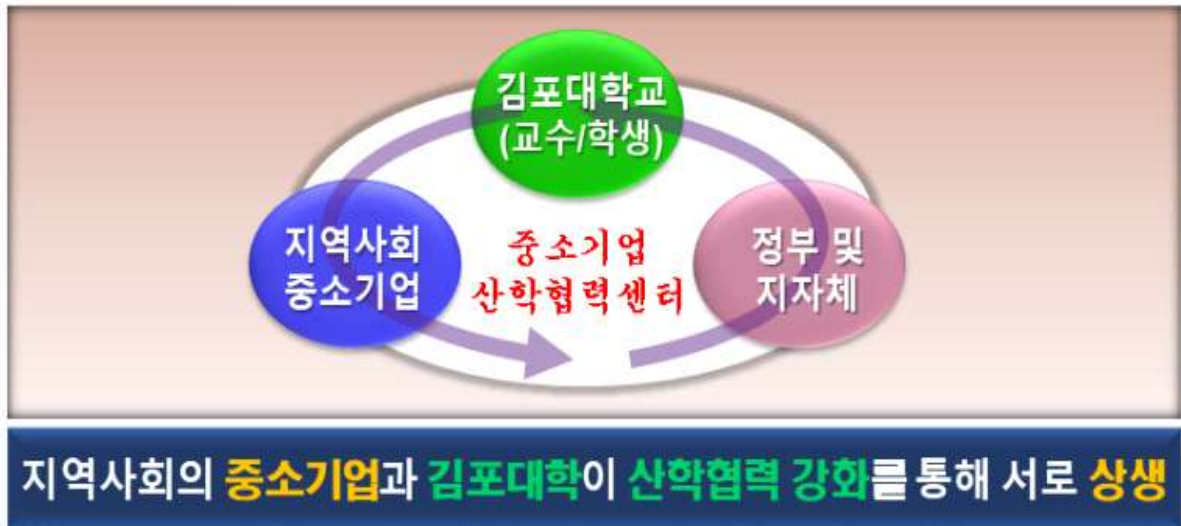 김포대학교
(교수/학생)
지역사회
중소기업
중소기업
산학협력센터
정부 및
지자체
지역사회의 중소기업과 김포대학이 산학협력 강화를 통해 서로 상생